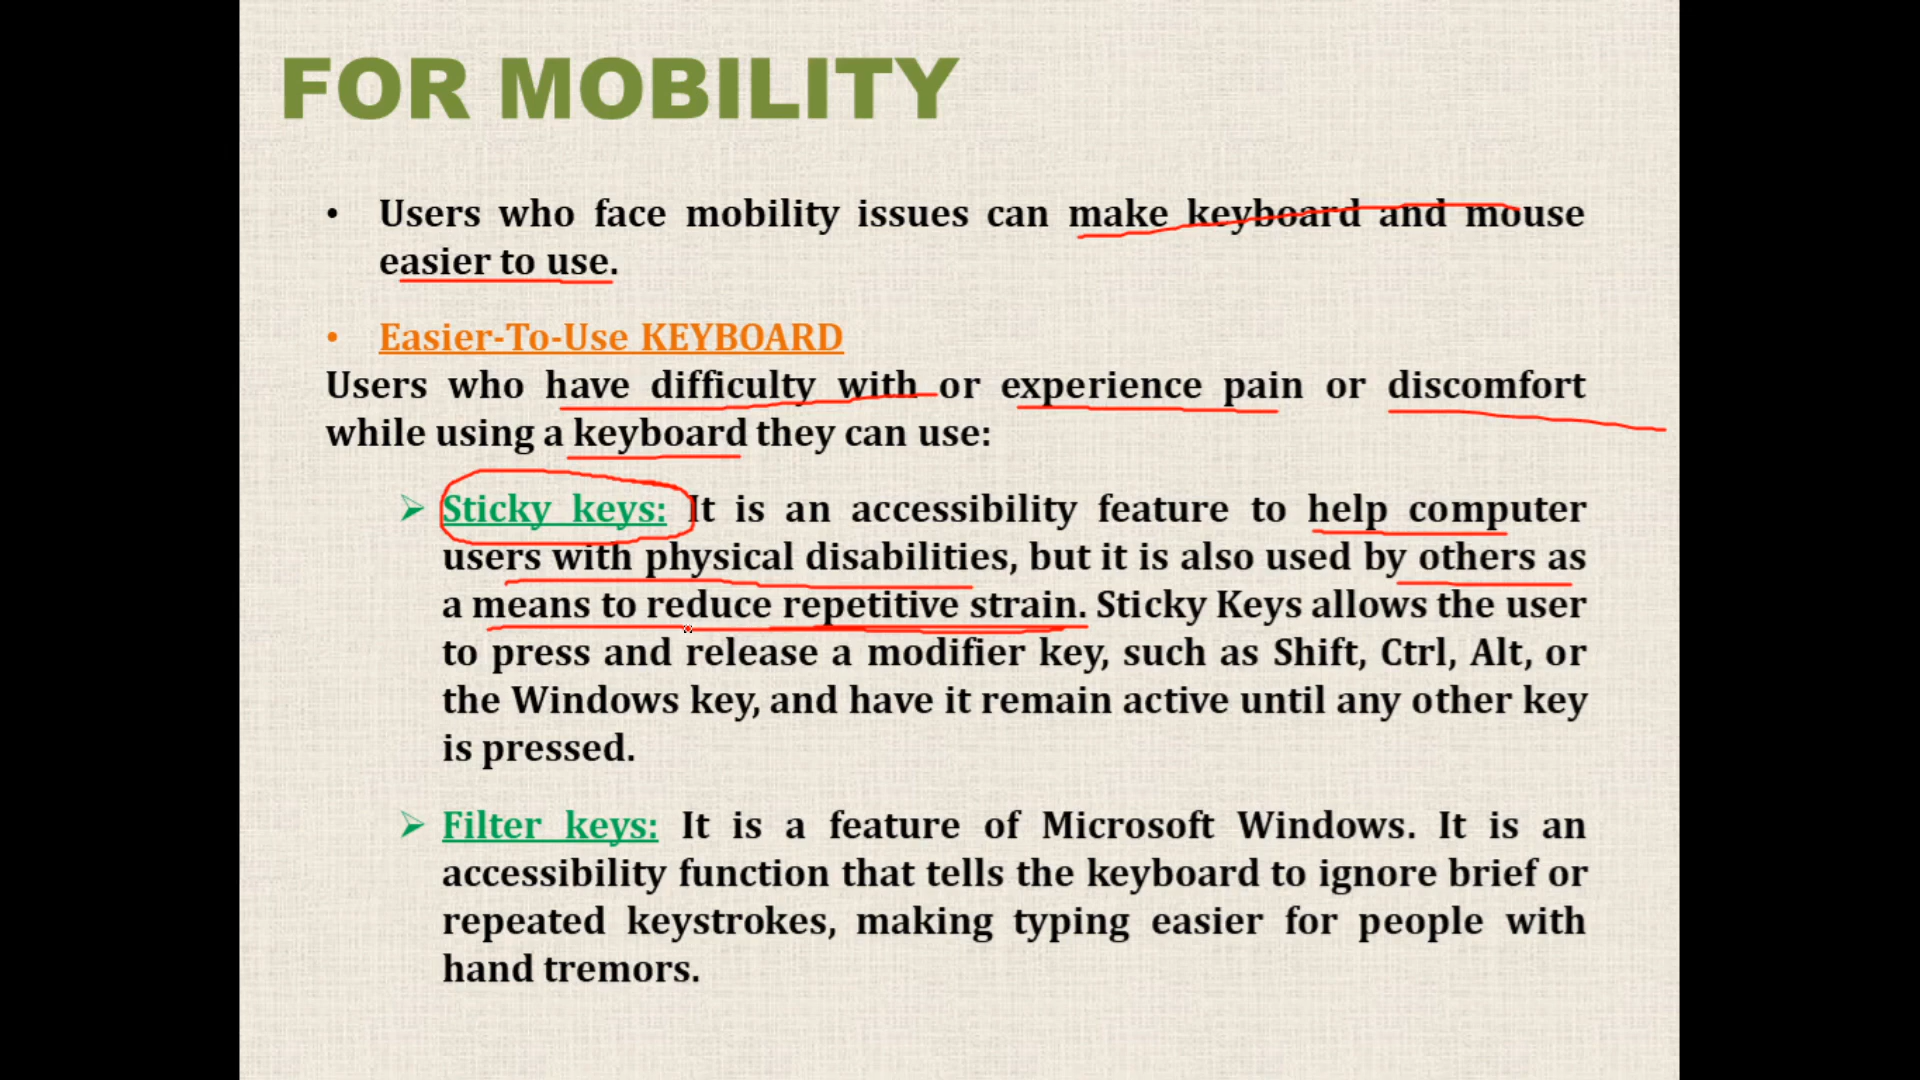 FOR MOBILITY
• Users who face mobility issues can make keyboard and mouse
easier to use.
• Easier-To-Use KEYBOARD
Users who have difficulty with or experience pain or discomfort
while using a keyboard they can use:
➢ Sticky keys: It is an accessibility feature to help computer
users with physical disabilities, but it is also used by others as
a means to reduce repetitive strain. Sticky Keys allows the user
to press and release a modifier key, such as Shift, Ctrl, Alt, or
the Windows key, and have it remain active until any other key
is pressed.
➢ Filter keys: It is a feature of Microsoft Windows. It is an
accessibility function that tells the keyboard to ignore brief or
repeated keystrokes, making typing easier for people with
hand tremors.